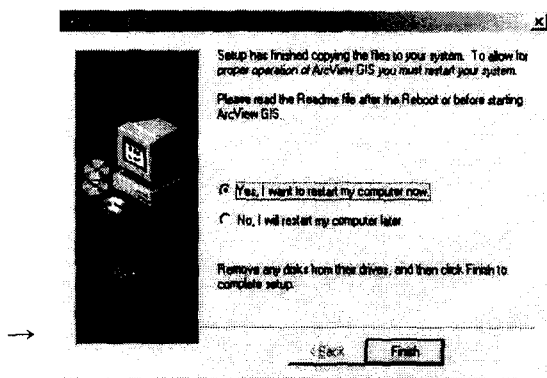 Setup has finished copying the files to your system. To allow for
proper operation of ArcView GIS you must restart your system.
Please read the Readme file after the Reboot or before starting
ArcView GIS.
Yes, I want to restart my computer now.
No, I will restart my computer later.
Remove any disks from their drives, and then click Finish to
complete setup.
< Back
Finish